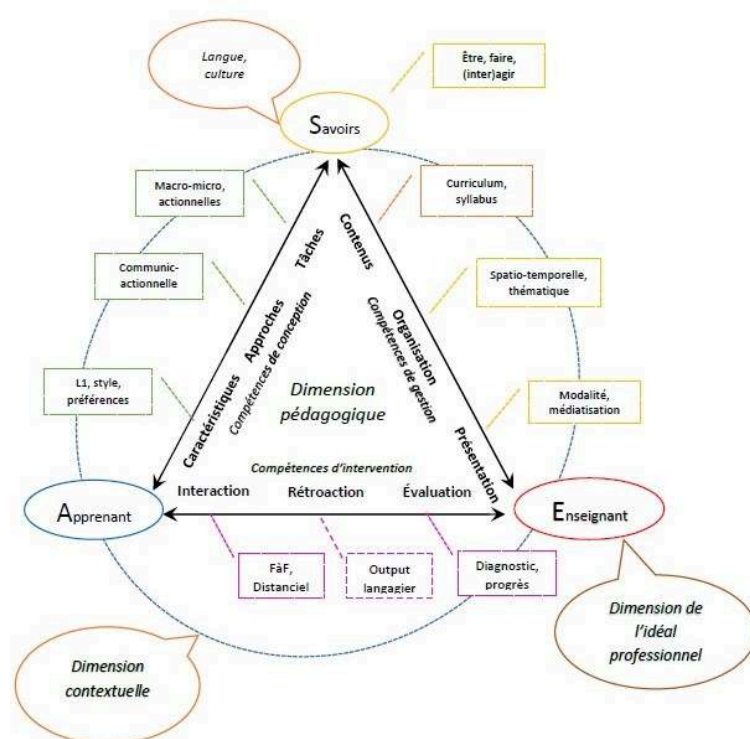 Langue,
culture
Être, faire,
(inter)agir
Savoirs
Macro-micro,
actionnelles
Curriculum,
syllabus
Tâches
Contenus
Communic-
actionnelle
Spatio-temporelle,
thématique
Approches
Organisation
Compétences de conception
Compétences de gestion
L1, style,
préférences
Modalité,
médiatisation
Caractéristiques
Dimension
pédagogique
Présentation
Compétences d'intervention
Interaction
Rétroaction
Évaluation
Apprenant
Enseignant
FàF,
Distanciel
Output
langagier
Diagnostic,
progrès
Dimension de
l'idéal
professionnel
Dimension
contextuelle